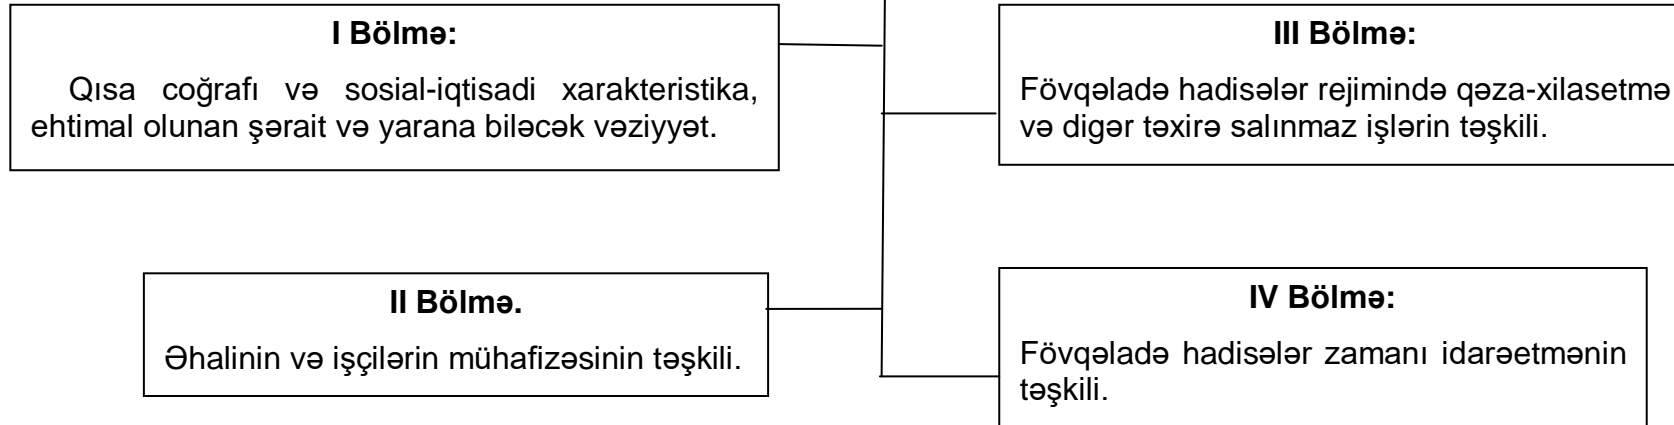 I Bölmə:
Qısa coğrafı və sosial-iqtisadi xarakteristika,
ehtimal olunan şərait və yarana biləcək vəziyyət.
II Bölmə.
Əhalinin və işçilərin mühafizəsinin təşkili.
III Bölmə:
Fövqəladə hadisələr rejimində qəza-xilasetmə
və digər təxirə salınmaz işlərin təşkili.
IV Bölmə:
Fövqəladə hadisələr zamanı idarəetmənin
təşkili.